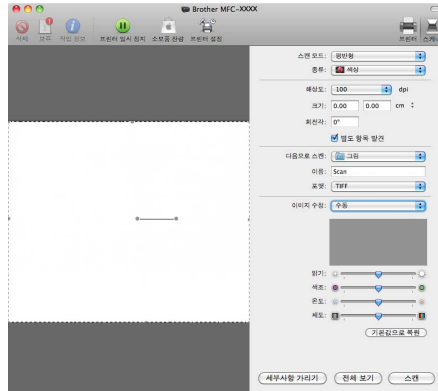 Brother MFC-XXXX
삭제 보류 작업 정보 프린터 일시 정지 소모품 잔량 프린터 설정 프린터 스캐너
스캔 모드: 평판형
종류: 색상
해상도: 100 dpi
크기: 0.00 0.00 cm
회전각: 0°
별도 항목 발견
다음으로 스캔: 그림
이름: Scan
포맷: TIFF
이미지 수정: 수동
밝기:
색조:
온도:
채도:
기본값으로 복원
세부사항 가리기 전체 보기 스캔